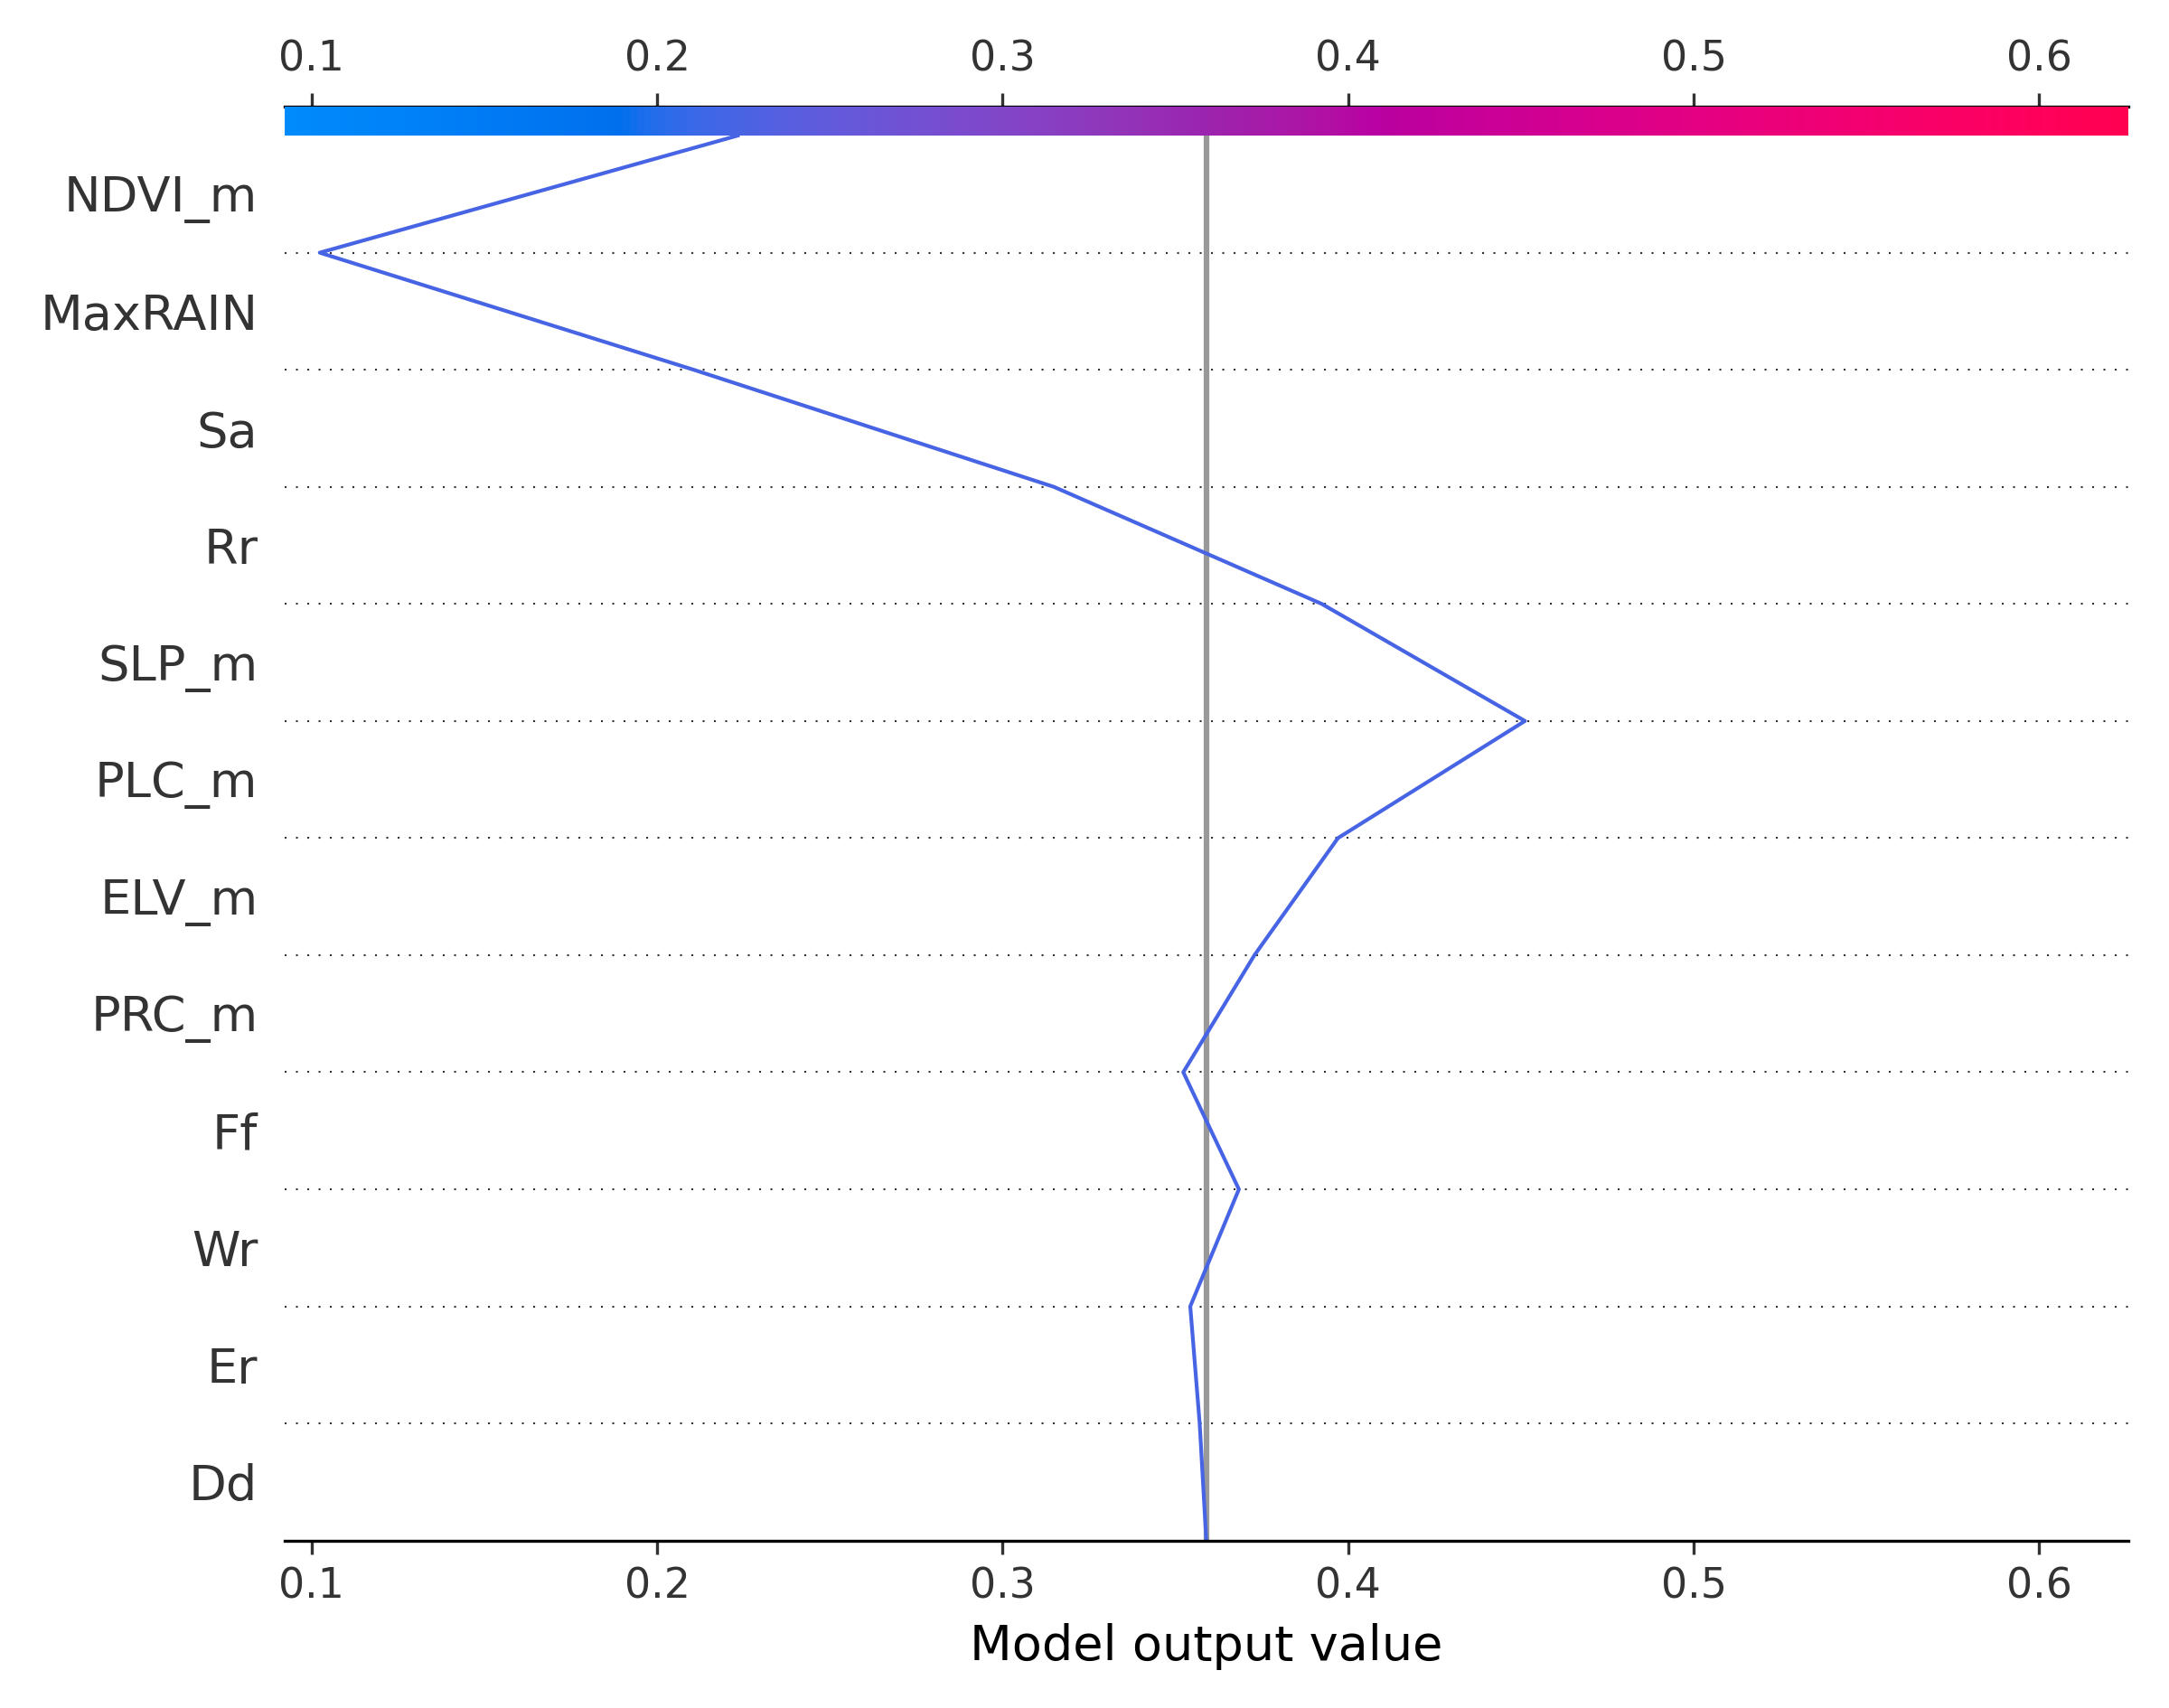 0.1 0.2 0.3 0.4 0.5 0.6
NDVI_m
MaxRAIN
Sa
Rr
SLP_m
PLC_m
ELV_m
PRC_m
Ff
Wr
Er
Dd
0.1 0.2 0.3 0.4 0.5 0.6
Model output value